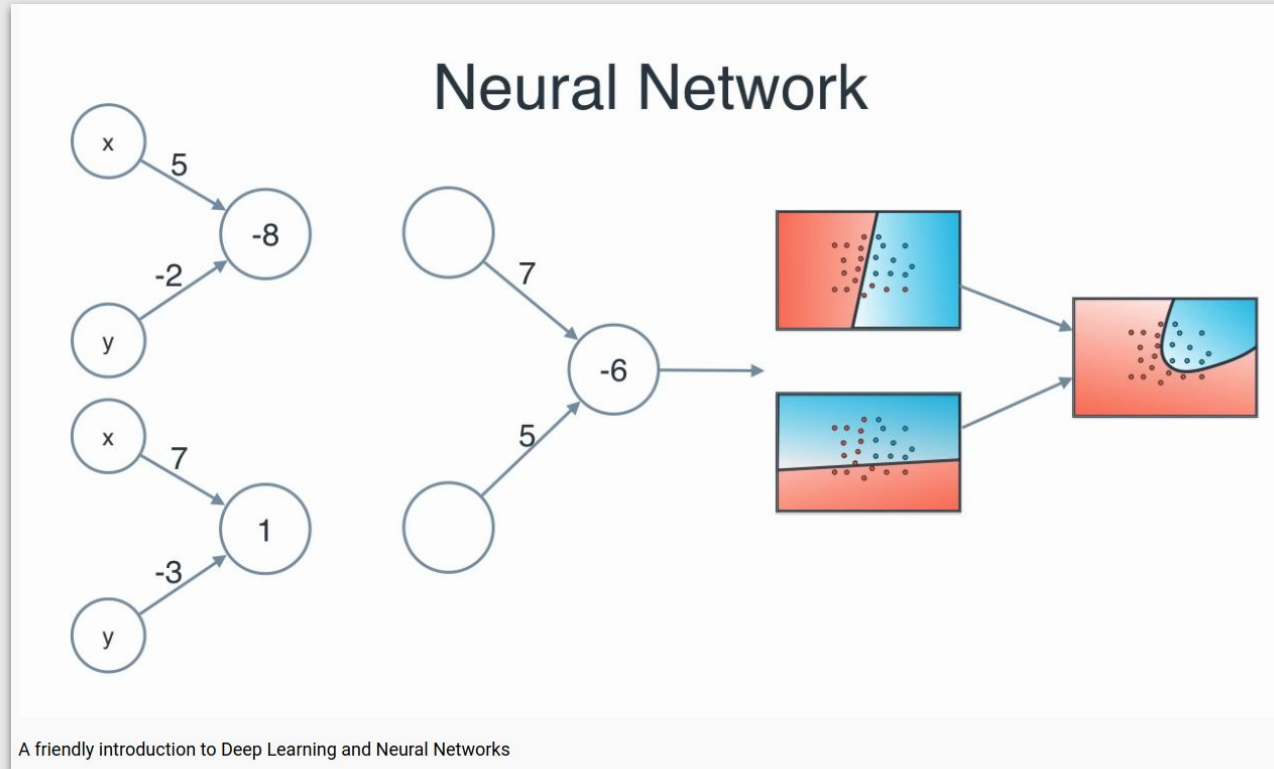 Neural Network
x
5
-8
-2
y
x
7
1
-3
y
7
-6
5
A friendly introduction to Deep Learning and Neural Networks